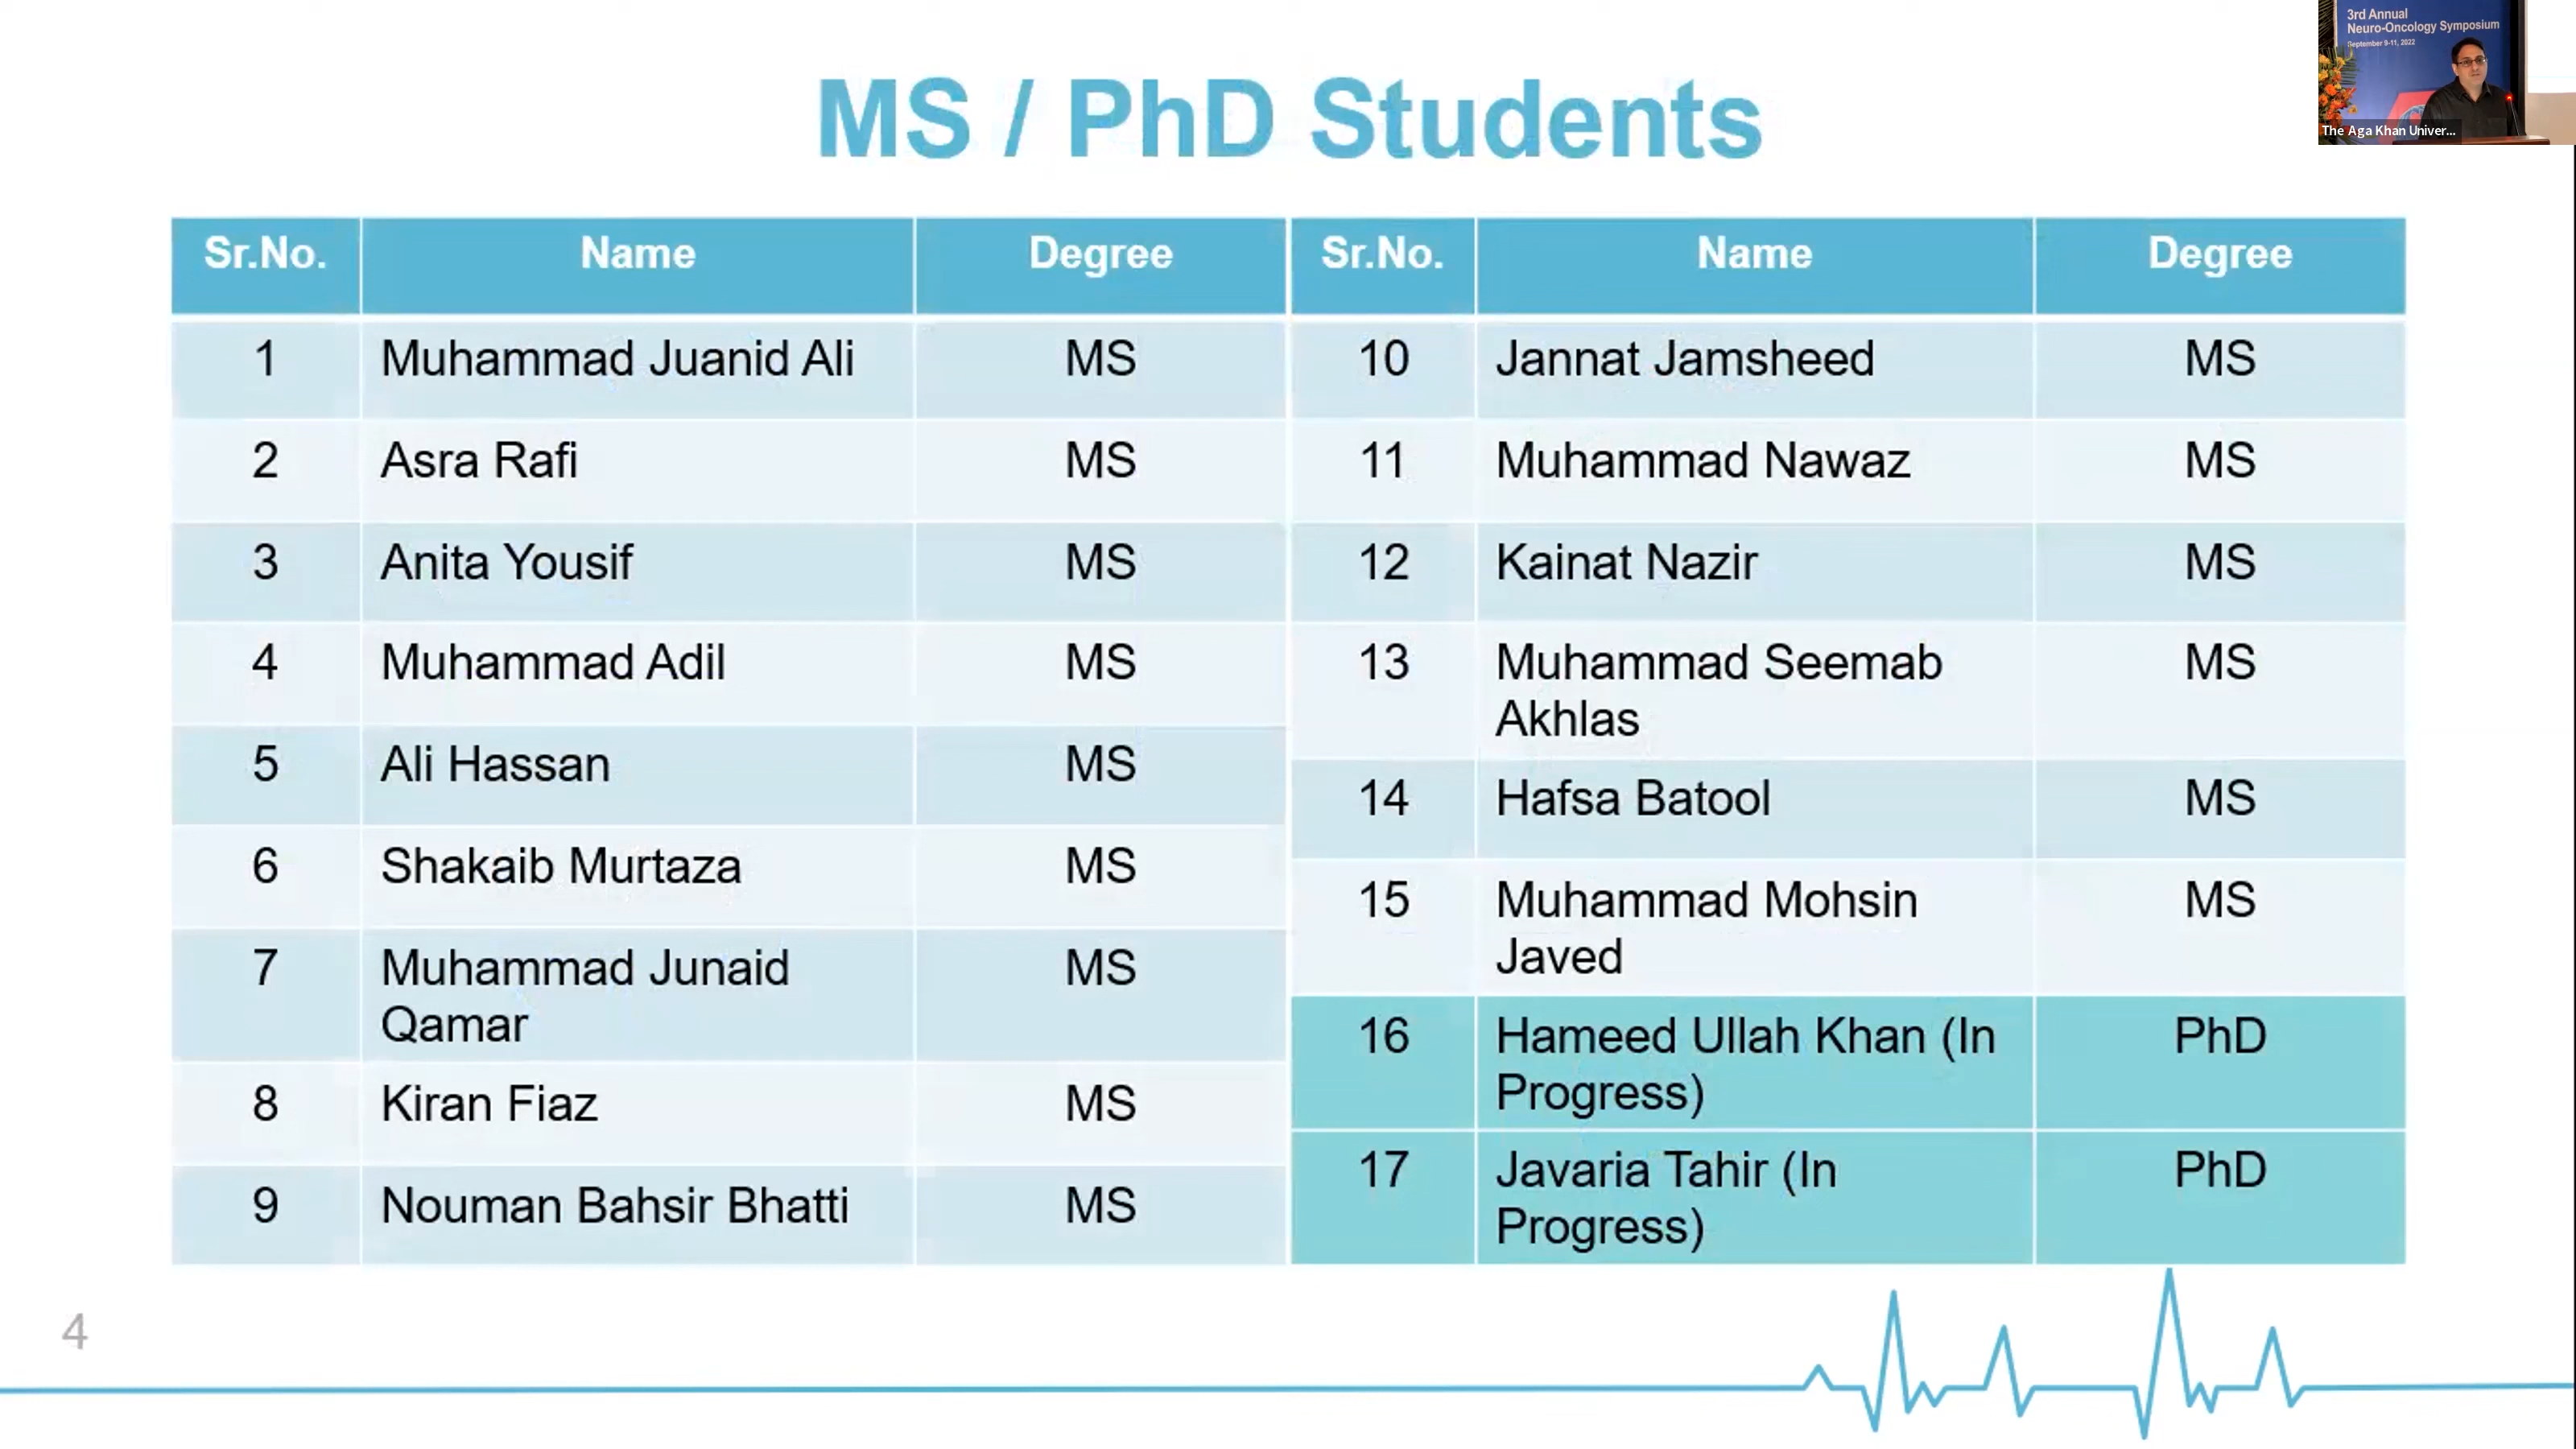 MS / PhD Students
Sr.No. Name Degree
1 Muhammad Juanid Ali MS
2 Asra Rafi MS
3 Anita Yousif MS
4 Muhammad Adil MS
5 Ali Hassan MS
6 Shakaib Murtaza MS
7 Muhammad Junaid MS
Qamar
8 Kiran Fiaz MS
9 Nouman Bahsir Bhatti MS
Sr.No. Name Degree
10 Jannat Jamsheed MS
11 Muhammad Nawaz MS
12 Kainat Nazir MS
13 Muhammad Seemab MS
Akhlas
14 Hafsa Batool MS
15 Muhammad Mohsin MS
Javed
16 Hameed Ullah Khan (In PhD
Progress)
17 Javaria Tahir (In PhD
Progress)
4
3rd Annual
Neuro-Oncology Symposium
September 9-11, 2022
The Aga Khan Univer...